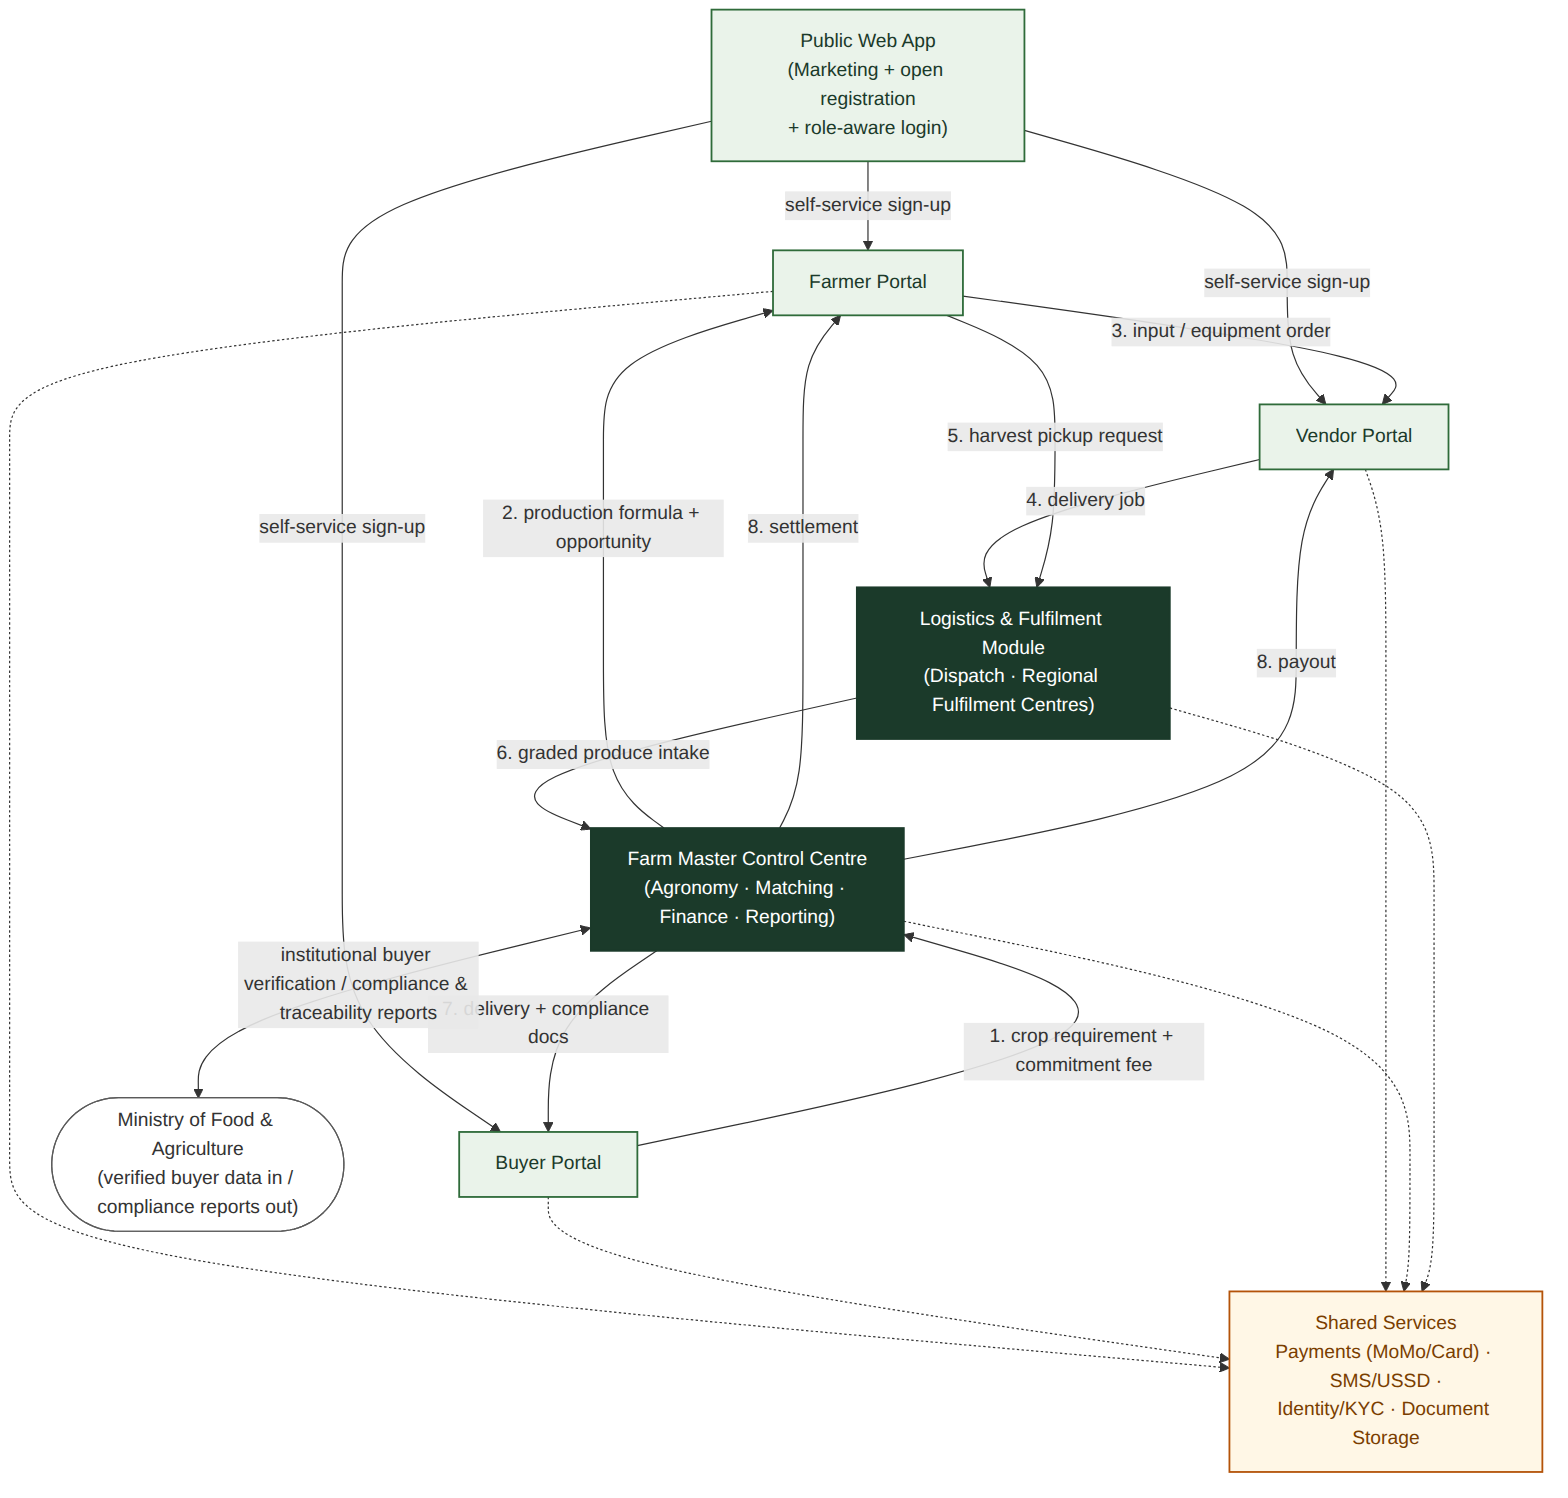 Public Web App
(Marketing + open
registration
+ role-aware login)
self-service sign-up
Farmer Portal
self-service sign-up
3. input / equipment order
Vendor Portal
5. harvest pickup request
4. delivery job
self-service sign-up
2. production formula +
opportunity
8. settlement
Logistics & Fulfilment
Module
(Dispatch · Regional
Fulfilment Centres)
8. payout
6. graded produce intake
Farm Master Control Centre
(Agronomy · Matching ·
Finance · Reporting)
institutional buyer
verification / compliance &
traceability reports
7. delivery + compliance
docs
1. crop requirement +
commitment fee
Ministry of Food &
Agriculture
(verified buyer data in /
compliance reports out)
Buyer Portal
Shared Services
Payments (MoMo/Card) ·
SMS/USSD ·
Identity/KYC · Document
Storage